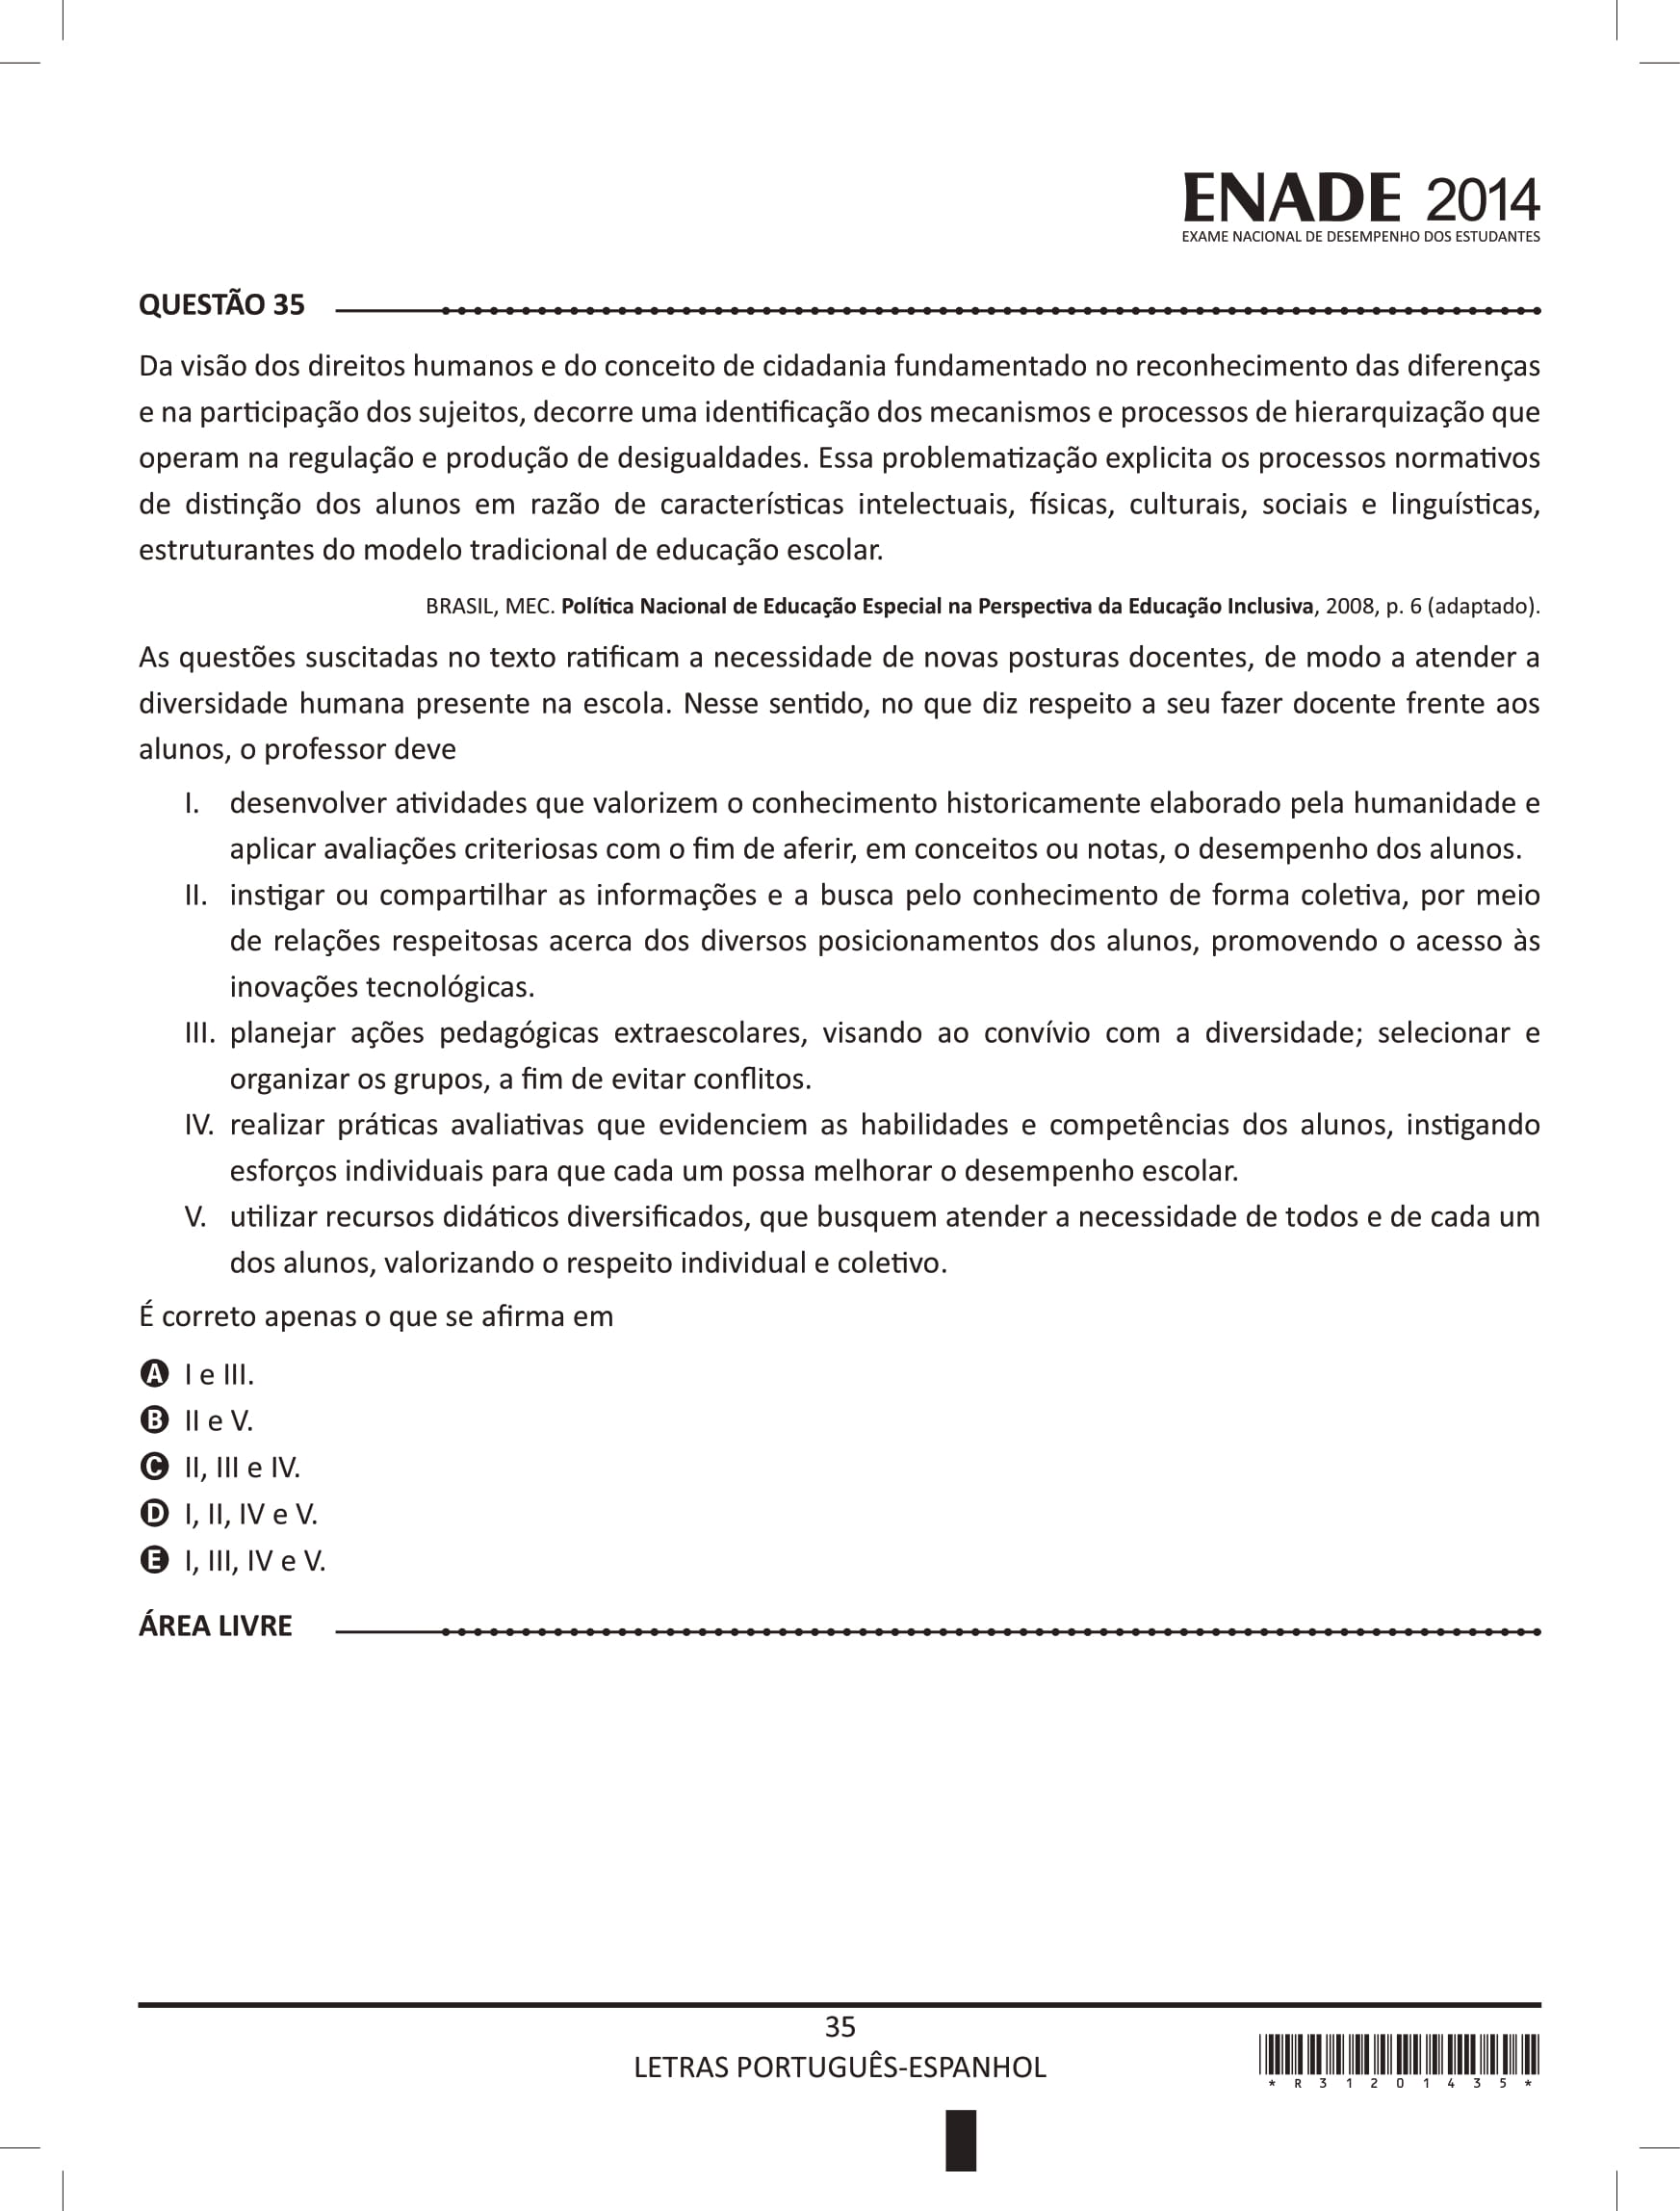 ENADE 2014
EXAME NACIONAL DE DESEMPENHO DOS ESTUDANTES
QUESTÃO 35
Da visão dos direitos humanos e do conceito de cidadania fundamentado no reconhecimento das diferenças
e na participação dos sujeitos, decorre uma identificação dos mecanismos e processos de hierarquização que
operam na regulação e produção de desigualdades. Essa problematização explicita os processos normativos
de distinção dos alunos em razão de características intelectuais, físicas, culturais, sociais e linguísticas,
estruturantes do modelo tradicional de educação escolar.
BRASIL, MEC. Política Nacional de Educação Especial na Perspectiva da Educação Inclusiva, 2008, p. 6 (adaptado).
As questões suscitadas no texto ratificam a necessidade de novas posturas docentes, de modo a atender a
diversidade humana presente na escola. Nesse sentido, no que diz respeito a seu fazer docente frente aos
alunos, o professor deve
I. desenvolver atividades que valorizem o conhecimento historicamente elaborado pela humanidade e
aplicar avaliações criteriosas com o fim de aferir, em conceitos ou notas, o desempenho dos alunos.
II. instigar ou compartilhar as informações e a busca pelo conhecimento de forma coletiva, por meio
de relações respeitosas acerca dos diversos posicionamentos dos alunos, promovendo o acesso às
inovações tecnológicas.
III. planejar ações pedagógicas extraescolares, visando ao convívio com a diversidade; selecionar e
organizar os grupos, a fim de evitar conflitos.
IV. realizar práticas avaliativas que evidenciem as habilidades e competências dos alunos, instigando
esforços individuais para que cada um possa melhorar o desempenho escolar.
V. utilizar recursos didáticos diversificados, que busquem atender a necessidade de todos e de cada um
dos alunos, valorizando o respeito individual e coletivo.
É correto apenas o que se afirma em
A I e III.
B II e V.
C II, III e IV.
D I, II, IV e V.
E I, III, IV e V.
ÁREA LIVRE
35
LETRAS PORTUGUÊS-ESPANHOL
* R 3 1 2 0 1 4 3 5 *